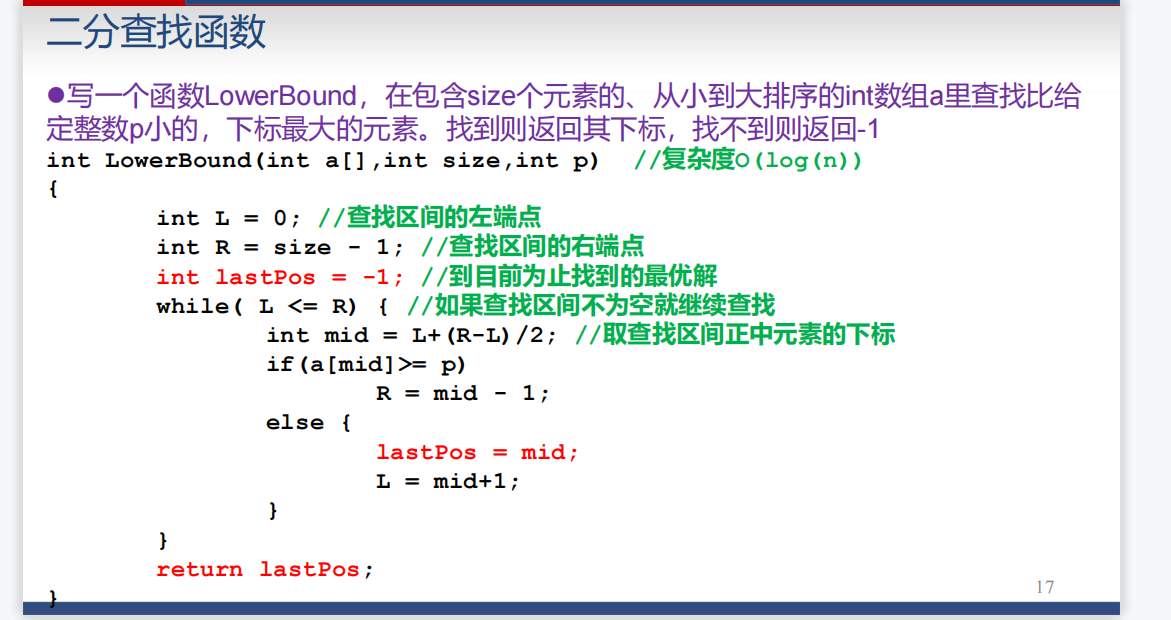 二分查找函数
●写一个函数LowerBound，在包含size个元素的、从小到大排序的int数组a里查找比给
定整数p小的，下标最大的元素。找到则返回其下标，找不到则返回-1
int LowerBound(int a[],int size,int p) //复杂度O(log(n))
{
int L = 0; //查找区间的左端点
int R = size - 1; //查找区间的右端点
int lastPos = -1; //到目前为止找到的最优解
while( L <= R) { //如果查找区间不为空就继续查找
int mid = L+(R-L)/2; //取查找区间正中元素的下标
if(a[mid]>= p)
R = mid - 1;
else {
lastPos = mid;
L = mid+1;
}
}
return lastPos;
}
17